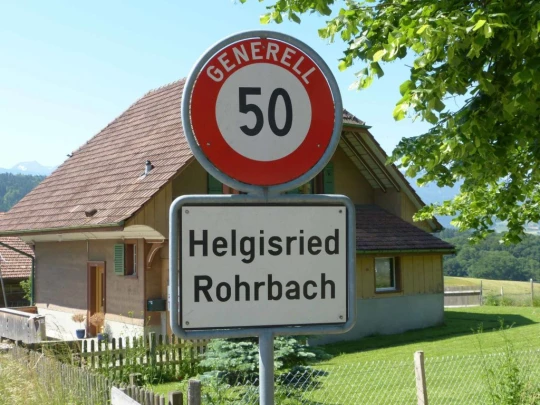 GENERELL
50
Helgisried
Rohrbach